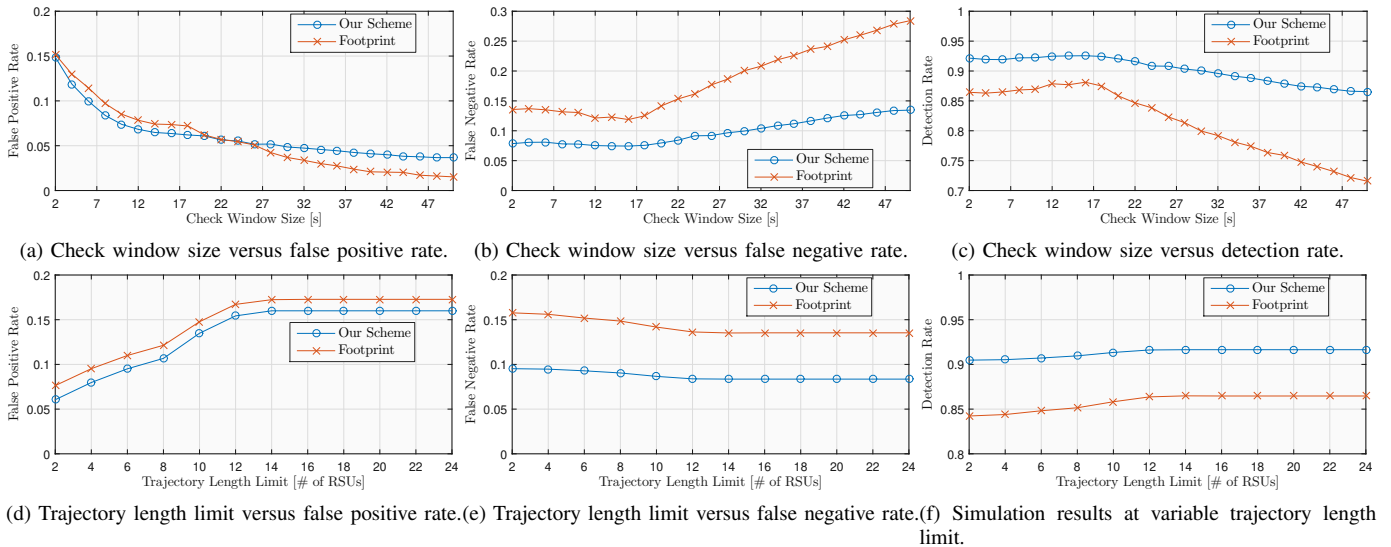 0.2
0.15
0.1
0.05
0
False Positive Rate
Our Scheme
Footprint
2 7 12 17 22 27 32 37 42 47
Check Window Size [s]
(a) Check window size versus false positive rate.
0.3
0.25
0.2
0.15
0.1
0.05
0
False Negative Rate
Our Scheme
Footprint
2 7 12 17 22 27 32 37 42 47
Check Window Size [s]
(b) Check window size versus false negative rate.
1
0.95
0.9
0.85
0.8
0.75
0.7
Detection Rate
Our Scheme
Footprint
2 7 12 17 22 27 32 37 42 47
Check Window Size [s]
(c) Check window size versus detection rate.
0.2
0.15
0.1
0.05
0
False Positive Rate
Our Scheme
Footprint
2 4 6 8 10 12 14 16 18 20 22 24
Trajectory Length Limit [# of RSUs]
(d) Trajectory length limit versus false positive rate.
0.2
0.15
0.1
0.05
0
False Negative Rate
Our Scheme
Footprint
2 4 6 8 10 12 14 16 18 20 22 24
Trajectory Length Limit [# of RSUs]
(e) Trajectory length limit versus false negative rate.
1
0.95
0.9
0.85
0.8
Detection Rate
Our Scheme
Footprint
2 4 6 8 10 12 14 16 18 20 22 24
Trajectory Length Limit [# of RSUs]
(f) Simulation results at variable trajectory length
limit.